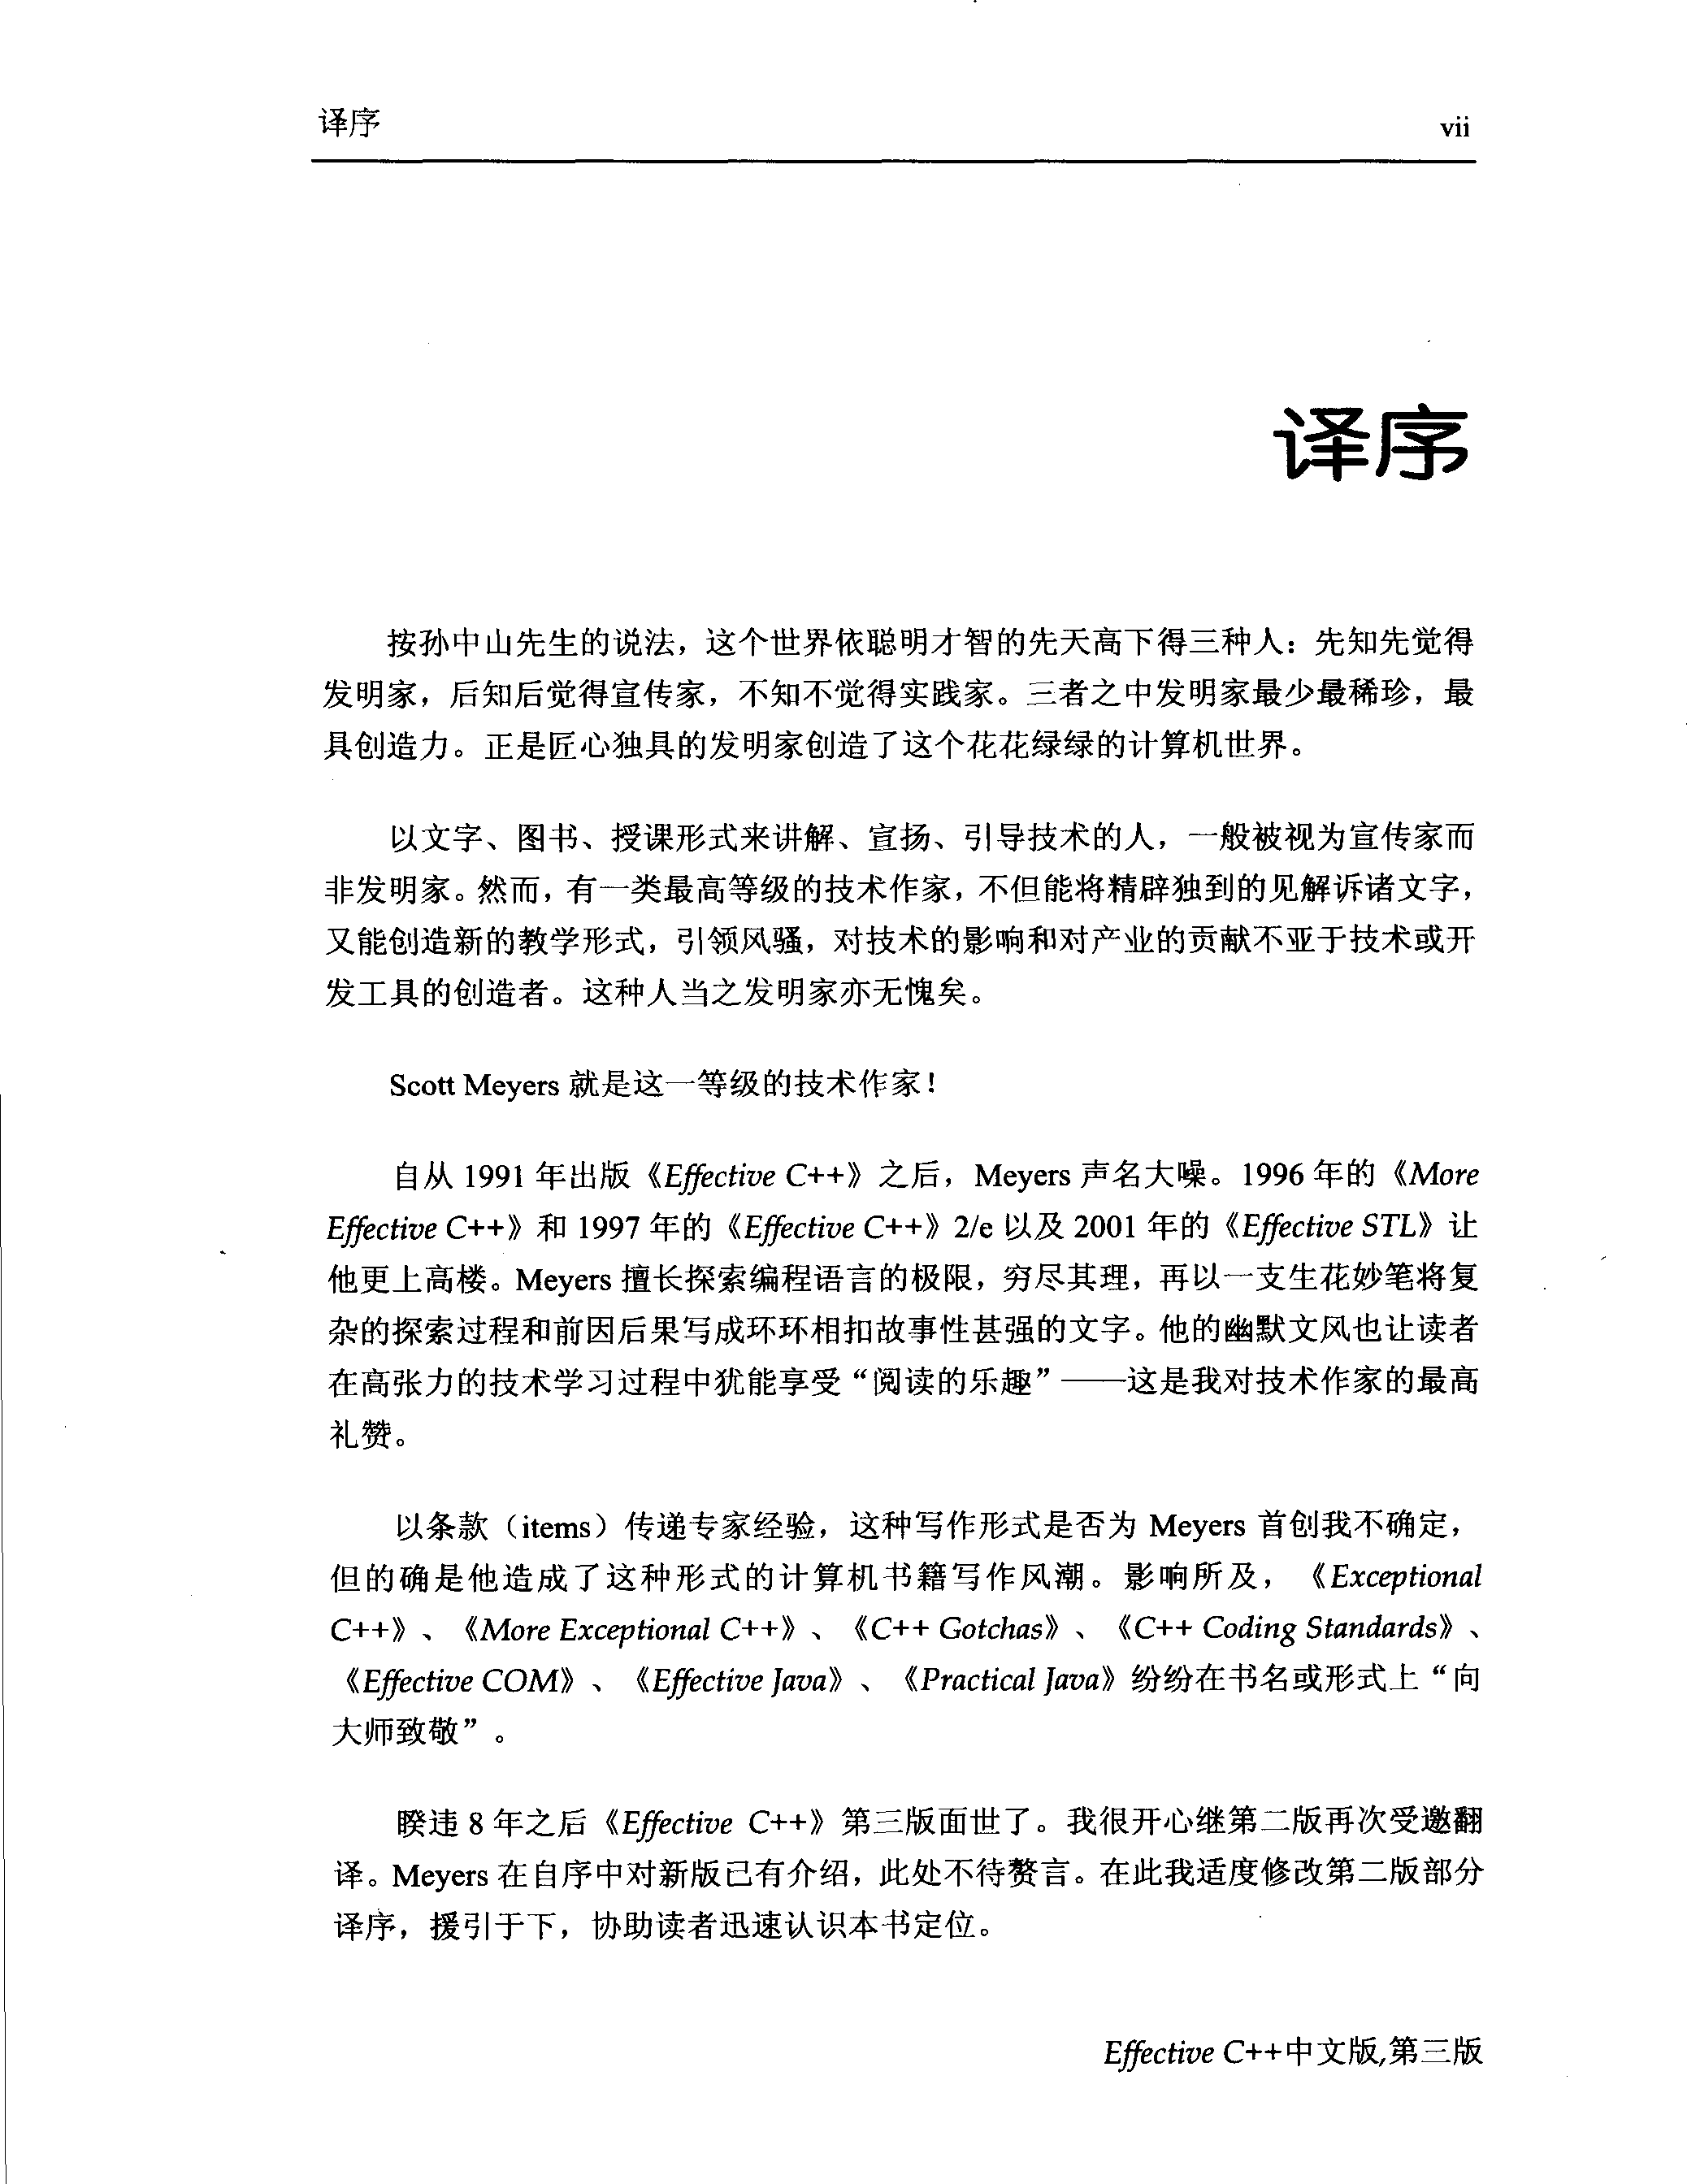 译序 vii
译序
按孙中山先生的说法，这个世界依聪明才智的先天高下得三种人：先知先觉得
发明家，后知后觉得宣传家，不知不觉得实践家。三者之中发明家最少最稀珍，最
具创造力。正是匠心独具的发明家创造了这个花花绿绿的计算机世界。
以文字、图书、授课形式来讲解、宣扬、引导技术的人，一般被视为宣传家而
非发明家。然而，有一类最高等级的技术作家，不但能将精辟独到的见解诉诸文字，
又能创造新的教学形式，引领风骚，对技术的影响和对产业的贡献不亚于技术或开
发工具的创造者。这种人当之发明家亦无愧矣。
Scott Meyers 就是这一等级的技术作家！
自从 1991 年出版《Effective C++》之后，Meyers 声名大噪。1996 年的《More
Effective C++》和 1997 年的《Effective C++》2/e 以及 2001 年的《Effective STL》让
他更上高楼。Meyers 擅长探索编程语言的极限，穷尽其理，再以一支生花妙笔将复
杂的探索过程和前因后果写成环环相扣故事性甚强的文字。他的幽默文风也让读者
在高张力的技术学习过程中犹能享受“阅读的乐趣”——这是我对技术作家的最高
礼赞。
以条款（items）传递专家经验，这种写作形式是否为 Meyers 首创我不确定，
但的确是他造成了这种形式的计算机书籍写作风潮。影响所及，《Exceptional
C++》、《More Exceptional C++》、《C++ Gotchas》、《C++ Coding Standards》、
《Effective COM》、《Effective Java》、《Practical Java》纷纷在书名或形式上“向
大师致敬”。
睽违 8 年之后《Effective C++》第三版面世了。我很开心继第二版再次受邀翻
译。Meyers 在自序中对新版已有介绍，此处不待赘言。在此我适度修改第二版部分
译序，援引于下，协助读者迅速认识本书定位。
Effective C++中文版,第三版